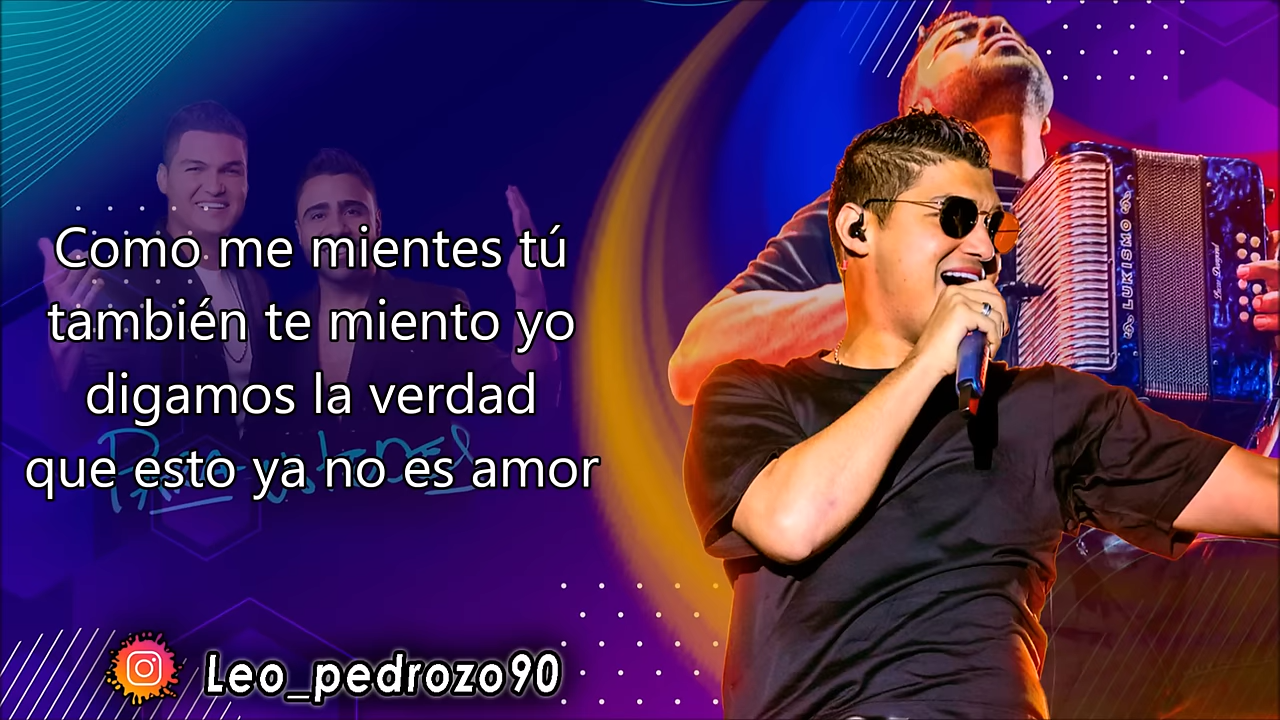 Como me mientes tú
también te miento yo
digamos la verdad
que esto ya no es amor
Leo_pedrozo90
LUKISMO